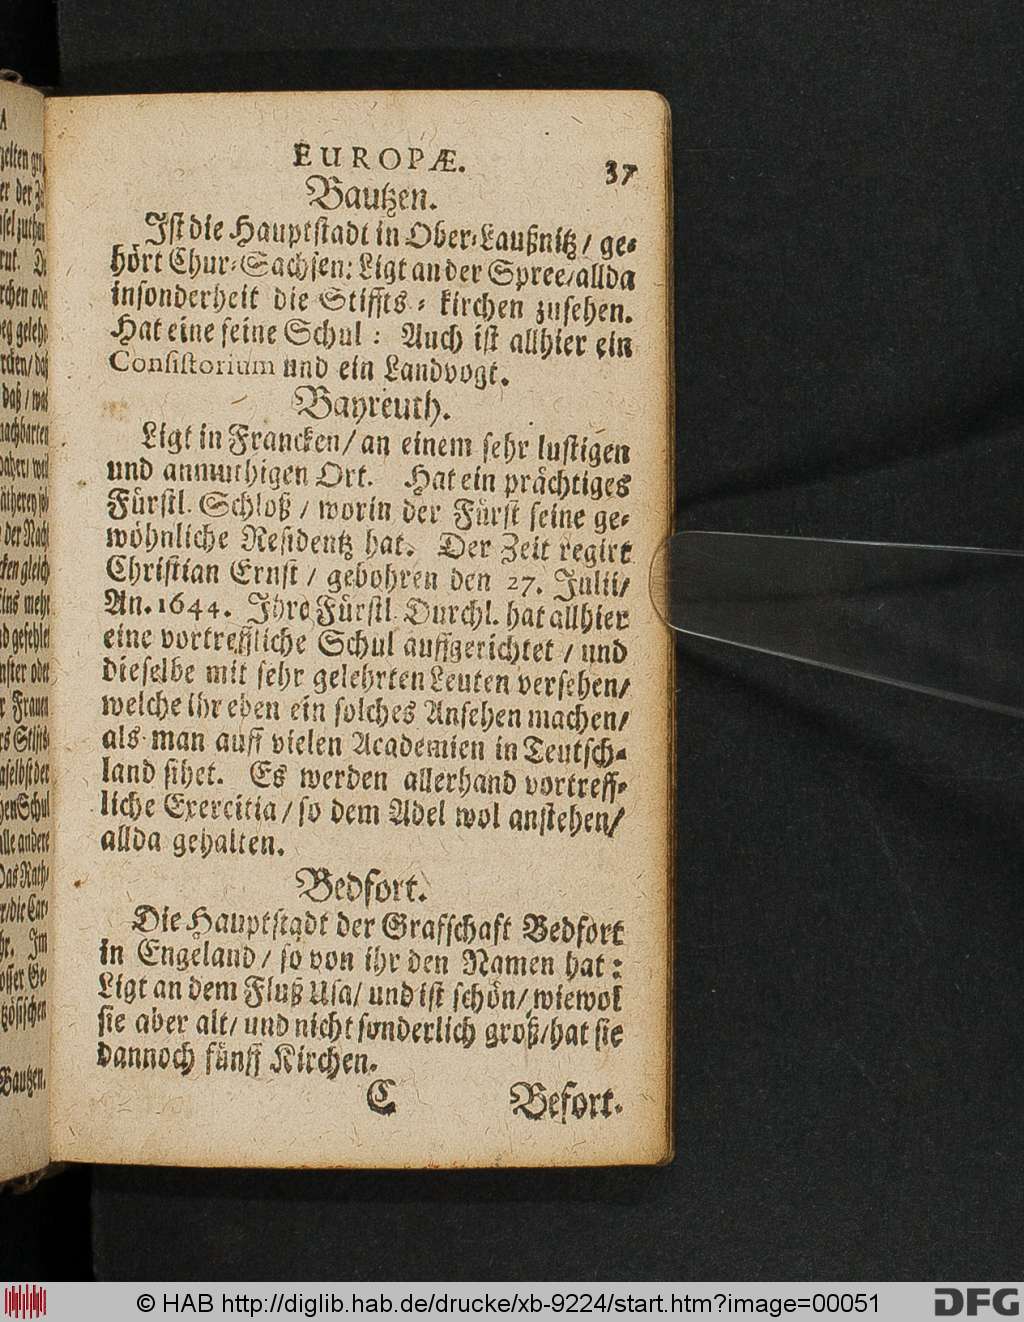 EUROPÆ.
37
Bautzen.
Ist die Hauptstadt in Ober-Laußnitz / ge-
hört Chur-Sachsen: Ligt an der Spree / allda
insonderheit die Stiffts-kirchen zusehen.
Hat eine feine Schul: Auch ist allhier ein
Consistorium und ein Landvogt.
Bayreuth.
Ligt in Francken / an einem sehr lustigen
und anmuthigen Ort. Hat ein prächtiges
Fürstl. Schloß / worin der Fürst seine ge-
wöhnliche Residentz hat. Der Zeit regirt
Christian Ernst / gebohren den 27. Julii /
An. 1644. Ihre Fürstl. Durchl. hat allhier
eine vortreffliche Schul auffgerichtet / und
dieselbe mit sehr gelehrten Leuten versehen /
welche ihr eben ein solches Ansehen machen /
als man auff vielen Academien in Teutsch-
land sihet. Es werden allerhand vortreff-
liche Exercitia / so dem Adel wol anstehen /
allda gehalten.
Bedfort.
Die Hauptstadt der Grafschaft Bedfort
in Engeland / so von ihr den Namen hat:
Ligt an dem Fluß Usa / und ist schön / wiewol
sie aber alt / und nicht sonderlich groß / hat sie
dannoch fünff Kirchen.
C
Befort.
© HAB http://diglib.hab.de/drucke/xb-9224/start.htm?image=00051
DFG